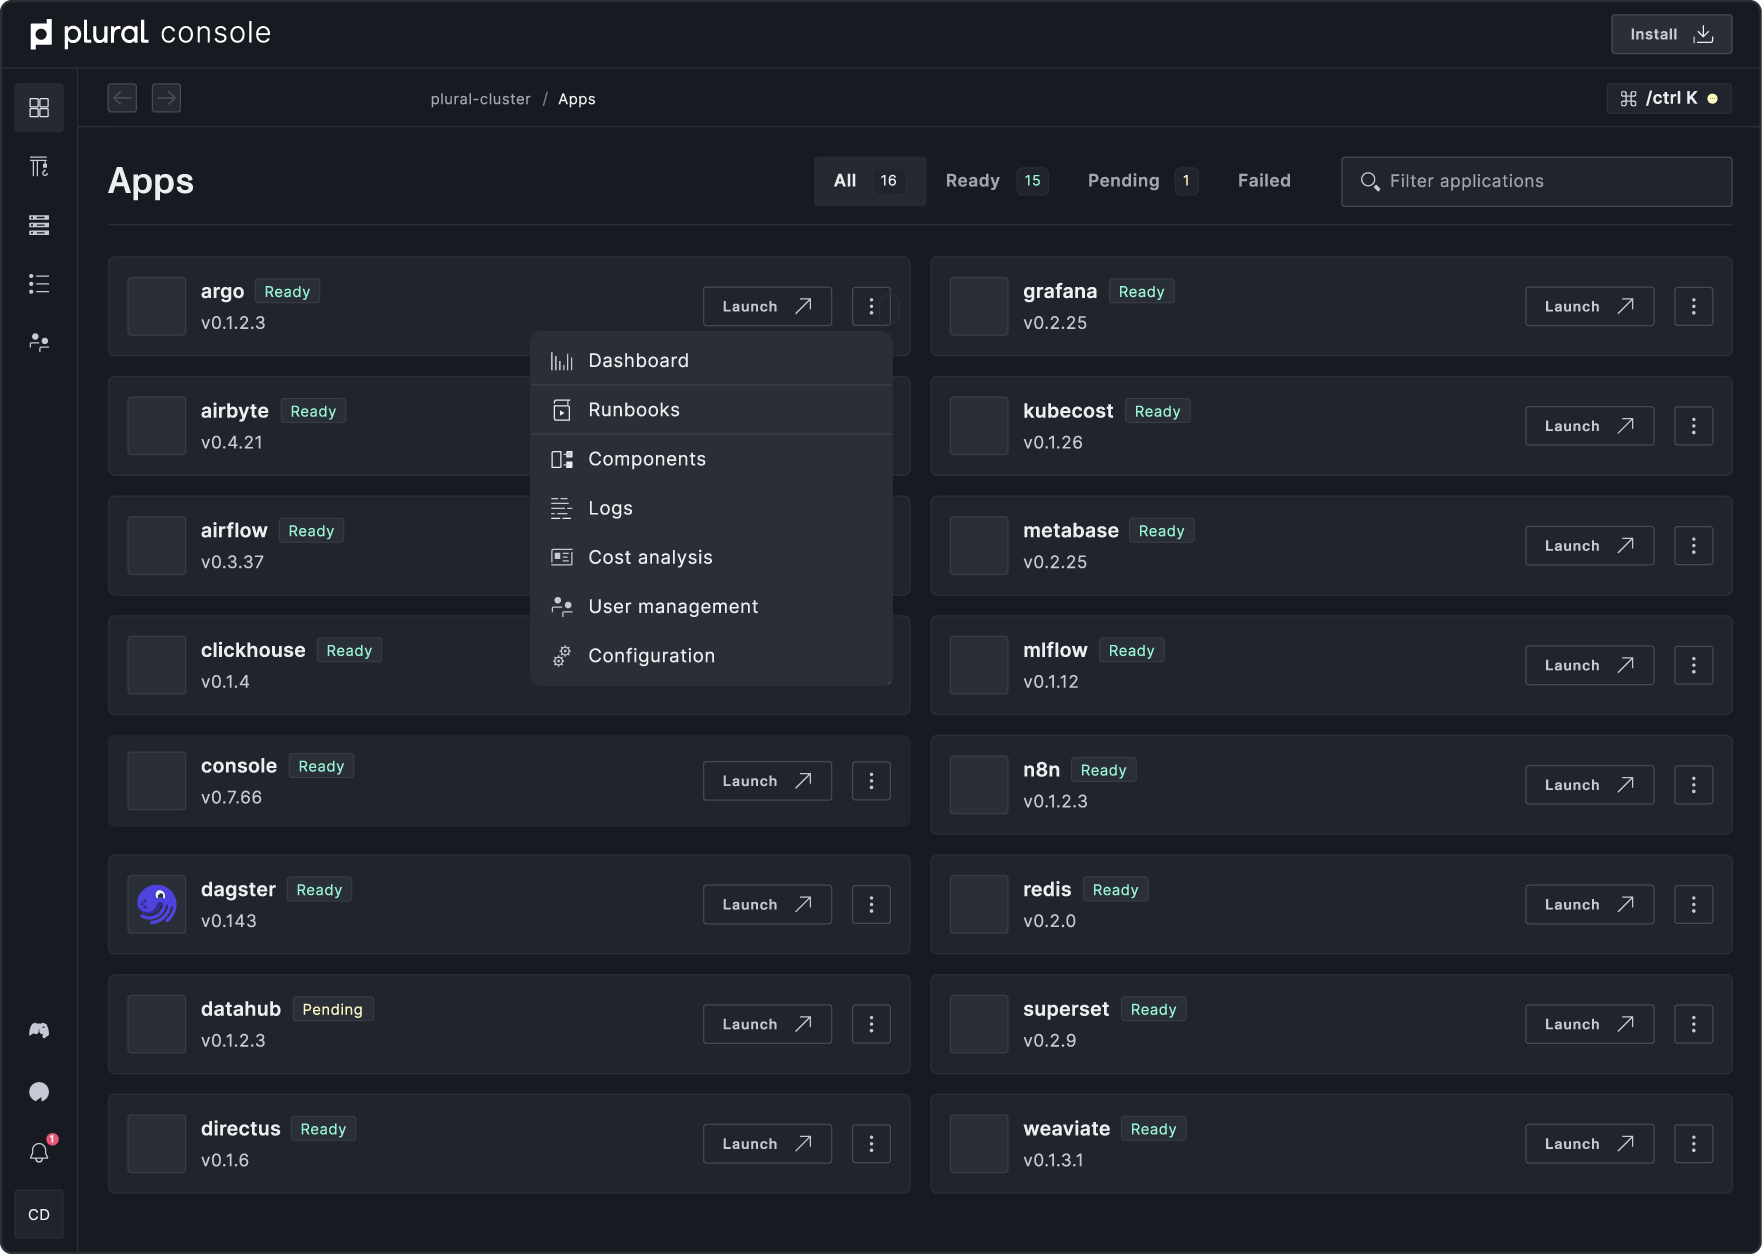 plural console
Install
plural-cluster / Apps
⌘ /ctrl K
Apps
All 16
Ready 15
Pending 1
Failed
Filter applications
argo Ready
v0.1.2.3
Launch
Dashboard
Runbooks
Components
Logs
Cost analysis
User management
Configuration
airbyte Ready
v0.4.21
airflow Ready
v0.3.37
clickhouse Ready
v0.1.4
console Ready
v0.7.66
Launch
dagster Ready
v0.143
Launch
datahub Pending
v0.1.2.3
Launch
directus Ready
v0.1.6
Launch
grafana Ready
v0.2.25
Launch
kubecost Ready
v0.1.26
Launch
metabase Ready
v0.2.25
Launch
mlflow Ready
v0.1.12
Launch
n8n Ready
v0.1.2.3
Launch
redis Ready
v0.2.0
Launch
superset Ready
v0.2.9
Launch
weaviate Ready
v0.1.3.1
Launch
1
CD